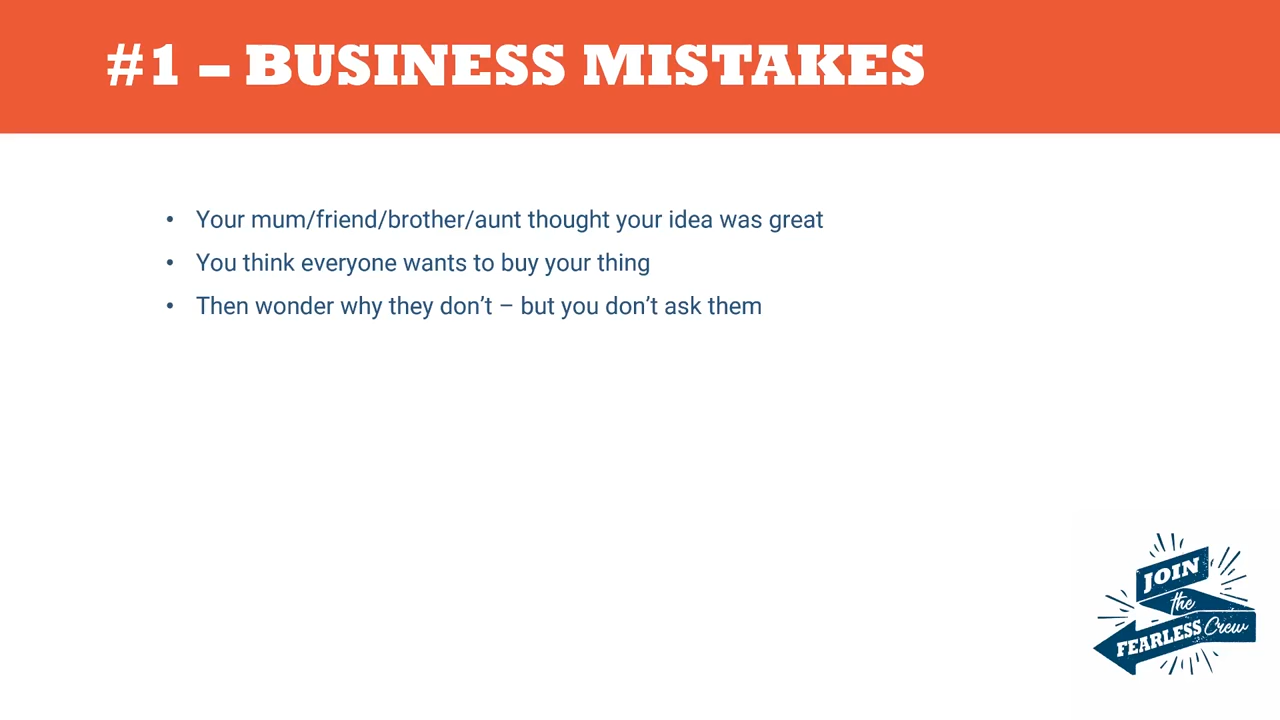 #1 – BUSINESS MISTAKES
• Your mum/friend/brother/aunt thought your idea was great
• You think everyone wants to buy your thing
• Then wonder why they don’t – but you don’t ask them
JOIN
the
FEARLESS Crew